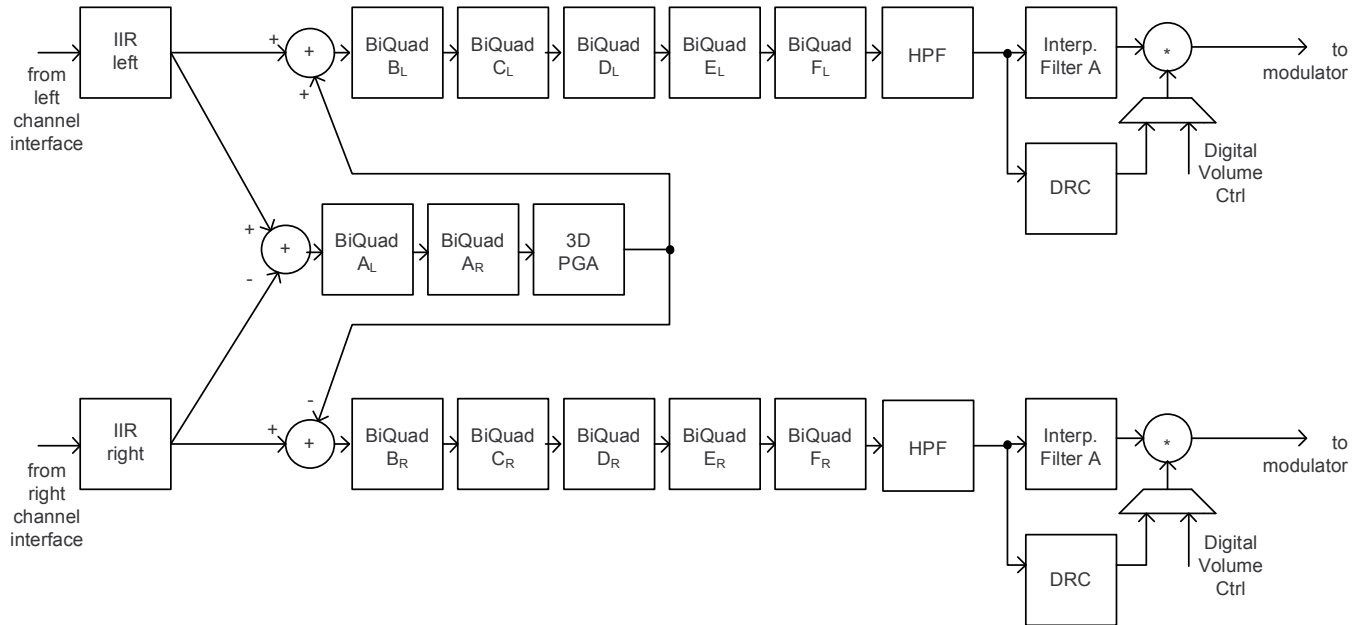 IIR
left
+
+
+
BiQuad
BL
BiQuad
CL
BiQuad
DL
BiQuad
EL
BiQuad
FL
HPF
Interp.
Filter A
*
to
modulator
from
left
channel
interface
DRC
Digital
Volume
Ctrl
+
-
+
BiQuad
AL
BiQuad
AR
3D
PGA
IIR
right
+
-
+
BiQuad
BR
BiQuad
CR
BiQuad
DR
BiQuad
ER
BiQuad
FR
HPF
Interp.
Filter A
*
to
modulator
from
right
channel
interface
DRC
Digital
Volume
Ctrl